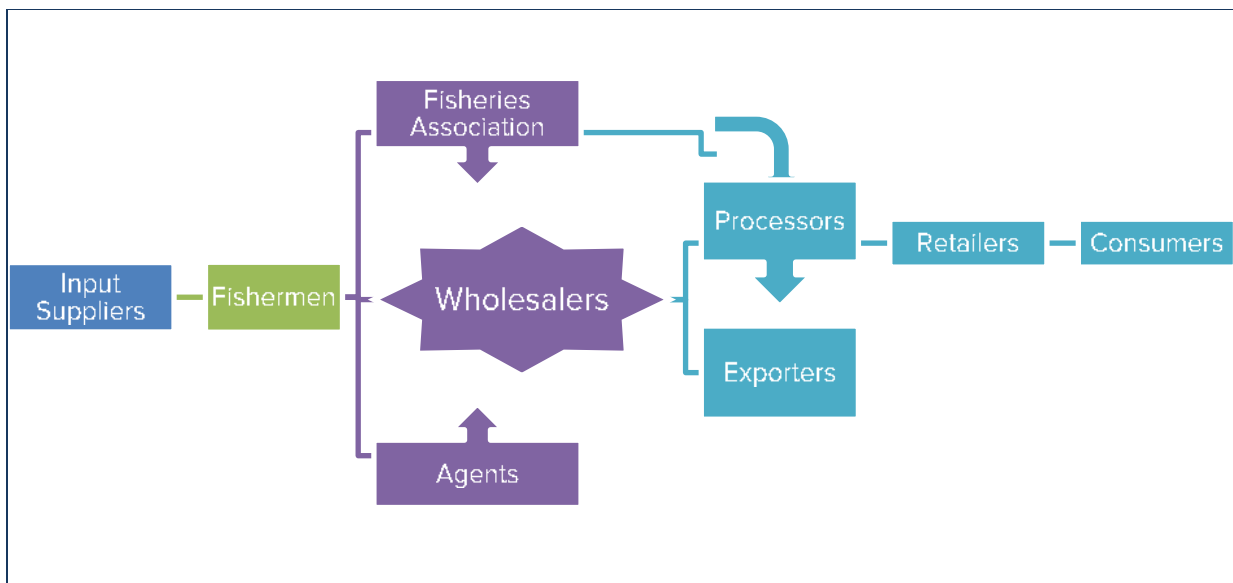 Fisheries
Association
Processors
Retailers
Consumers
Input
Suppliers
Fishermen
Wholesalers
Exporters
Agents